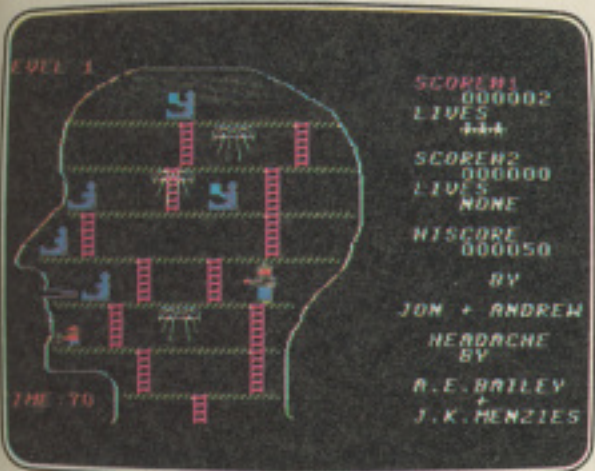 EVEL 1
SCORE#1
000002
LIVES
***
SCORE#2
000000
LIVES
NONE
HISCORE
000050
BY
JON + ANDREW
HEADACHE
BY
A.E.BAILEY
+
J.K.MENZIES
IME:70